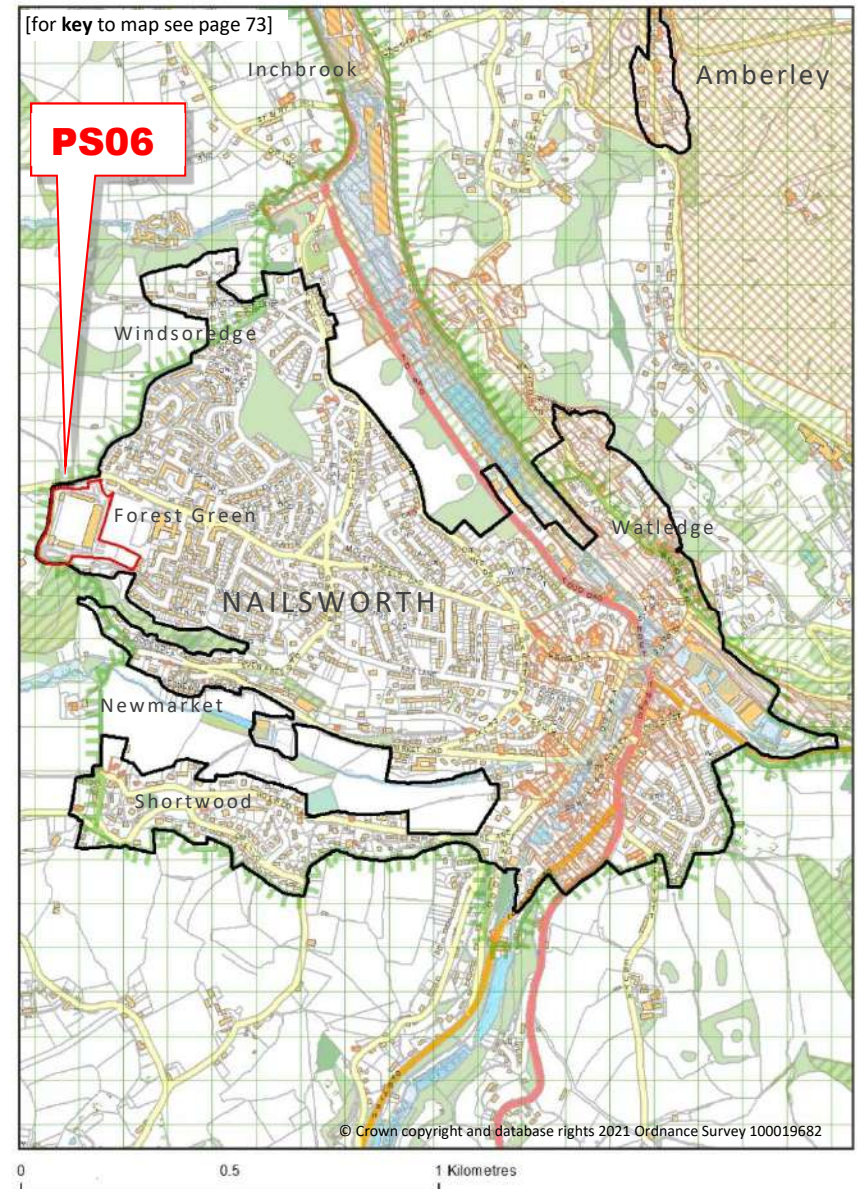 [for key to map see page 73]
Inchbrook
Amberley
PS06
Windsoredge
Forest Green
Watledge
NAILSWORTH
Newmarket
Shortwood
© Crown copyright and database rights 2021 Ordnance Survey 100019682
0 0.5 1 Kilometres